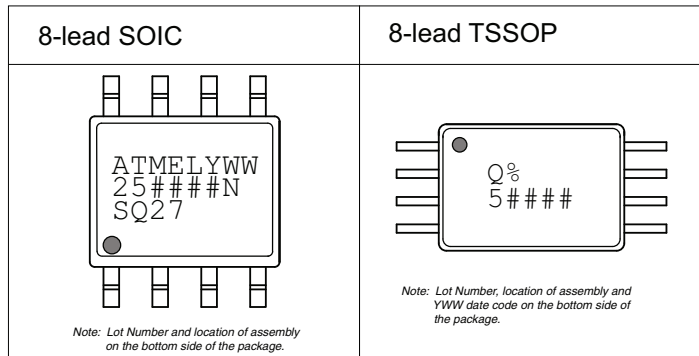 8-lead SOIC
ATMELYWW
25####N
SQ27
Note: Lot Number and location of assembly
on the bottom side of the package.
8-lead TSSOP
Q%
5####
Note: Lot Number, location of assembly and
YWW date code on the bottom side of
the package.